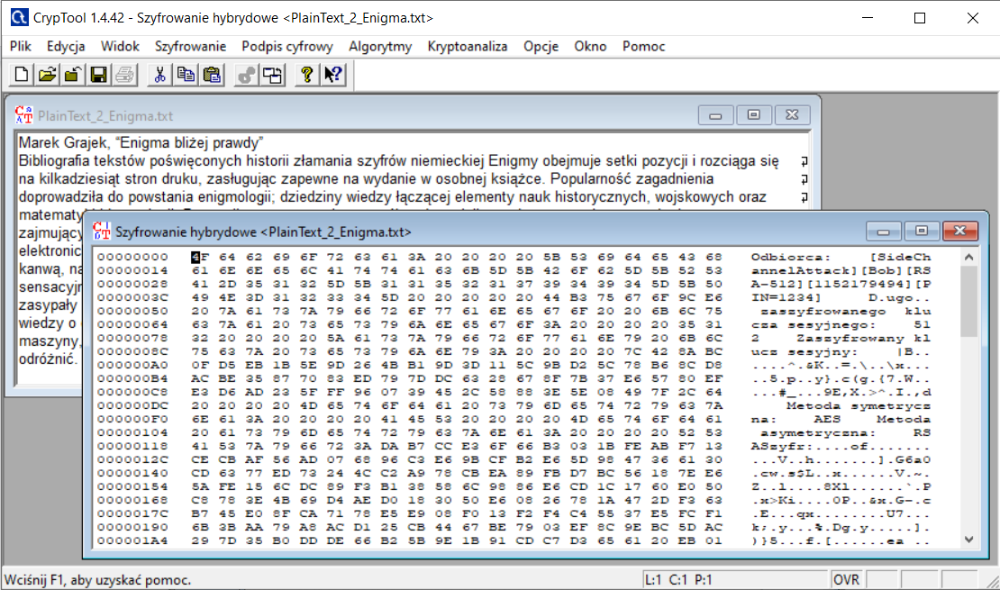 CrypTool 1.4.42 - Szyfrowanie hybrydowe <PlainText_2_Enigma.txt>
Plik Edycja Widok Szyfrowanie Podpis cyfrowy Algorytmy Kryptoanaliza Opcje Okno Pomoc
PlainText_2_Enigma.txt
Marek Grajek, “Enigma bliżej prawdy”
Bibliografia tekstów poświęconych historii złamania szyfrów niemieckiej Enigmy obejmuje setki pozycji i rozciąga się
na kilkadziesiąt stron druku, zasługując zapewne na wydanie w osobnej książce. Popularność zagadnienia
doprowadziła do powstania enigmologii; dziedziny wiedzy łączącej elementy nauk historycznych, wojskowych oraz
matematy
zajmujący
elektronic
kanwą, na
sensacyjn
zasypały
wiedzy o
maszyny,
odróżnić.
Szyfrowanie hybrydowe <PlainText_2_Enigma.txt>
00000000 4F 64 62 69 6F 72 63 61 3A 20 20 20 20 5B 53 69 64 65 43 68 Odbiorca: [SideCh
00000014 61 6E 6E 65 6C 41 74 74 61 63 6B 5D 5B 42 6F 62 5D 5B 52 53 annelAttack][Bob][RS
00000028 41 2D 35 31 32 5D 5B 31 31 35 32 31 37 39 34 39 34 5D 5B 50 A-512][1152179494][P
0000003C 49 4E 3D 31 32 33 34 5D 20 20 20 20 20 44 B3 75 67 6F 9C E6 IN=1234] D.ugo..
00000050 20 7A 61 73 7A 79 66 72 6F 77 61 6E 65 67 6F 20 20 6B 6C 75 zaszyfrowanego klu
00000064 63 7A 61 20 73 65 73 79 6A 6E 65 67 6F 3A 20 20 20 20 35 31 cza sesyjnego: 51
00000078 32 20 20 20 20 5A 61 73 7A 79 66 72 6F 77 61 6E 79 20 6B 6C 2 Zaszyfrowany kl
0000008C 75 63 7A 20 73 65 73 79 6A 6E 79 3A 20 20 20 20 7C 42 8A BC ucz sesyjny: |B..
000000A0 0F D5 EB 1B 5E 9D 26 4B B1 9D 3D 11 5C 9B D2 5C 78 B6 8C D8 ....^.&K..=.\..\x...
000000B4 AC BE 35 87 70 83 ED 79 7D DC 63 28 67 8F 7B 37 E6 57 80 EF ..5.p..y}.c(g.{7.W..
000000C8 E3 D6 AD 23 5F FF 96 07 39 45 2C 58 88 3E 5E 08 49 7F 2C 64 ...#_...9E,X.>^.I.,d
000000DC 20 20 20 20 4D 65 74 6F 64 61 20 73 79 6D 65 74 72 79 63 7A Metoda symetrycz
000000F0 6E 61 3A 20 20 20 20 41 45 53 20 20 20 20 4D 65 74 6F 64 61 na: AES Metoda
00000104 20 61 73 79 6D 65 74 72 79 63 7A 6E 61 3A 20 20 20 20 52 53 asymetryczna: RS
00000118 41 53 7A 79 66 72 3A DA B7 CC E3 6F 66 B3 03 1B FE AB F7 13 ASzyfr:....of.......
0000012C CE CB AF 56 AD 07 68 96 C3 E6 9B CF B2 E6 5D 98 47 36 61 30 ...V..h.......].G6a0
00000140 CD 63 77 ED 73 24 4C C2 A9 78 CB EA 89 FB D7 BC 56 18 7E E6 .cw.s$L..x......V.~.
00000154 5A FE 15 6C DC 89 F3 B1 38 58 6C 98 86 E6 CD 1C 17 60 E0 50 Z..l....8Xl......`.P
00000168 C8 78 3E 4B 69 D4 AE D0 18 30 50 E6 08 26 78 1A 47 2D F3 63 .x>Ki....0P..&x.G-.c
0000017C B7 45 E0 8F CA 71 78 E5 E9 08 F0 13 F2 F4 C4 55 37 E5 FC F1 .E...qx........U7...
00000190 6B 3B AA 79 A8 AC D1 25 CB 44 67 BE 79 03 EF 8C 9E BC 5D AC k;.y...%.Dg.y.....].
000001A4 29 7D 35 B0 DD DE 66 B2 5B 9E 1B 91 CD C7 D3 65 61 20 EB 01 )}5...f.[......ea ..
Wciśnij F1, aby uzyskać pomoc. L:1 C:1 P:1 OVR